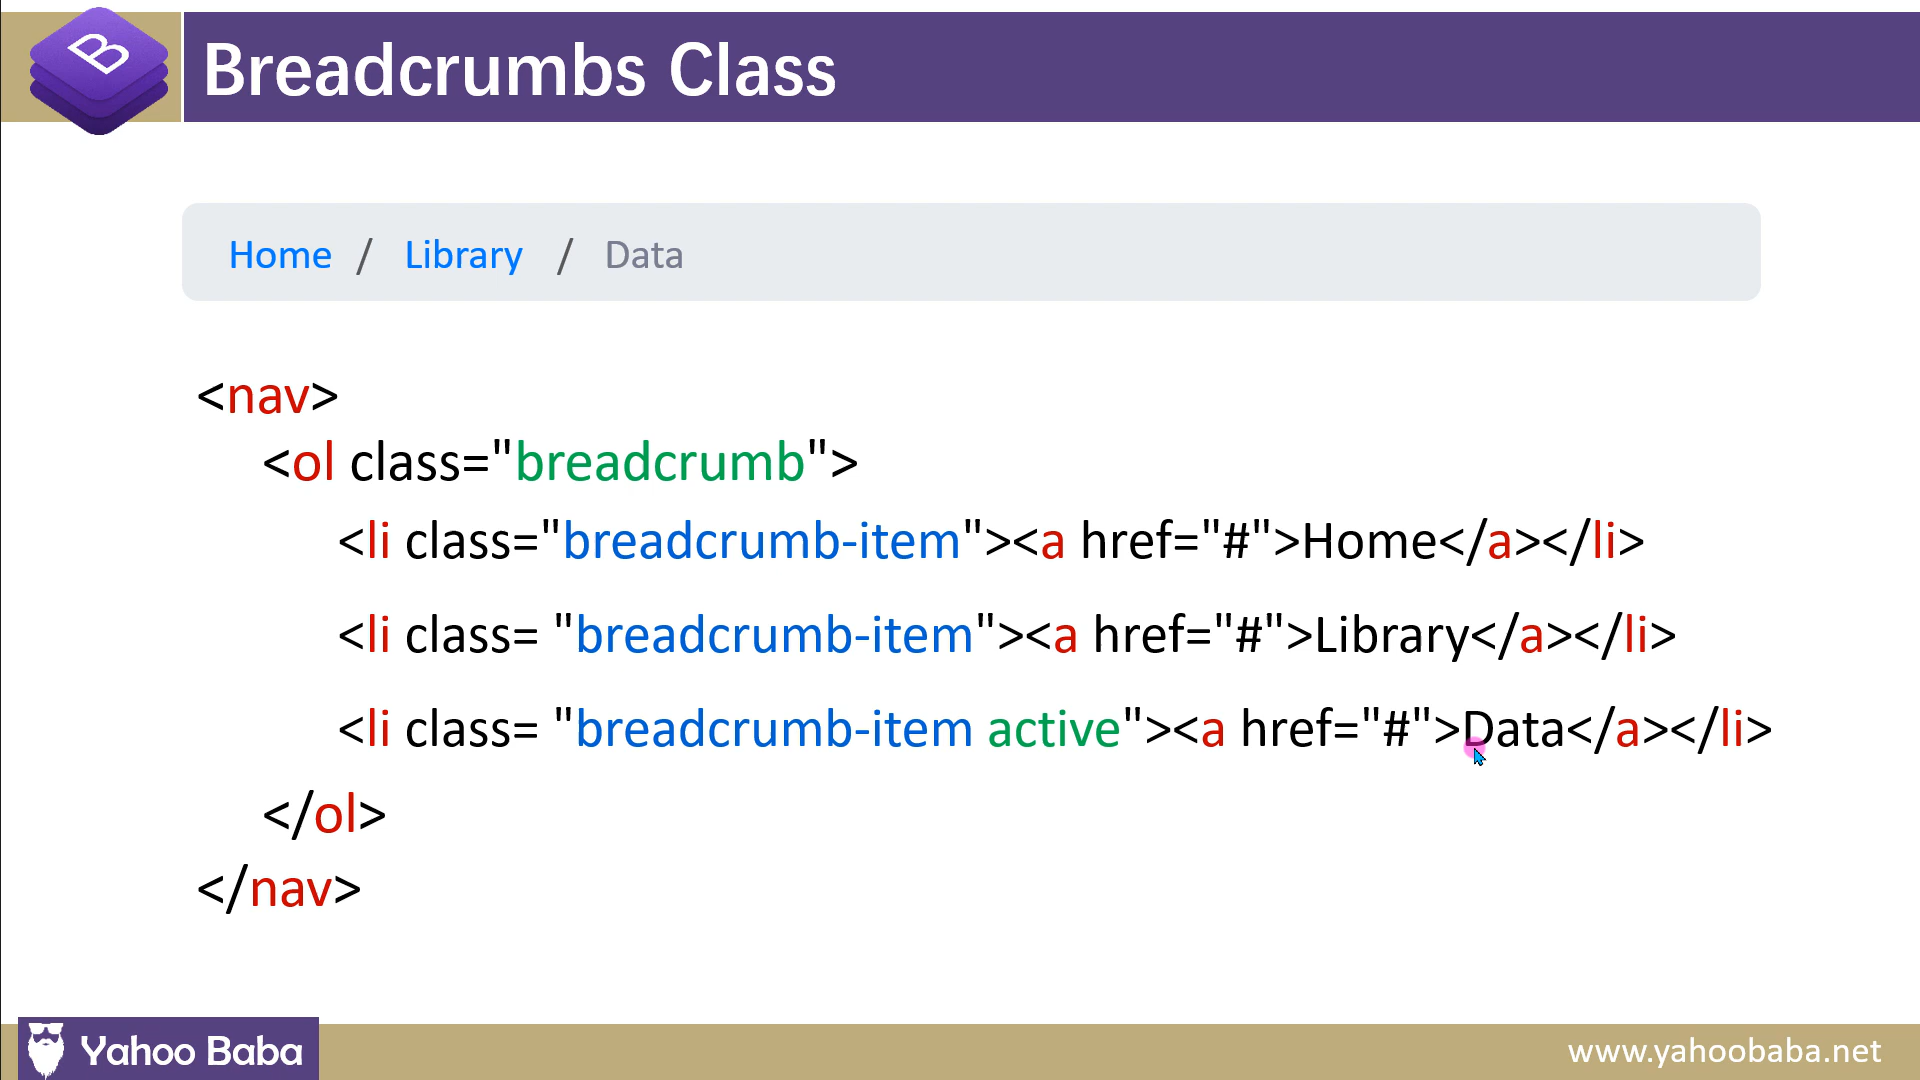 B
Breadcrumbs Class
Home / Library / Data
<nav>
<ol class="breadcrumb">
<li class="breadcrumb-item"><a href="#">Home</a></li>
<li class= "breadcrumb-item"><a href="#">Library</a></li>
<li class= "breadcrumb-item active"><a href="#">Data</a></li>
</ol>
</nav>
Yahoo Baba
www.yahoobaba.net